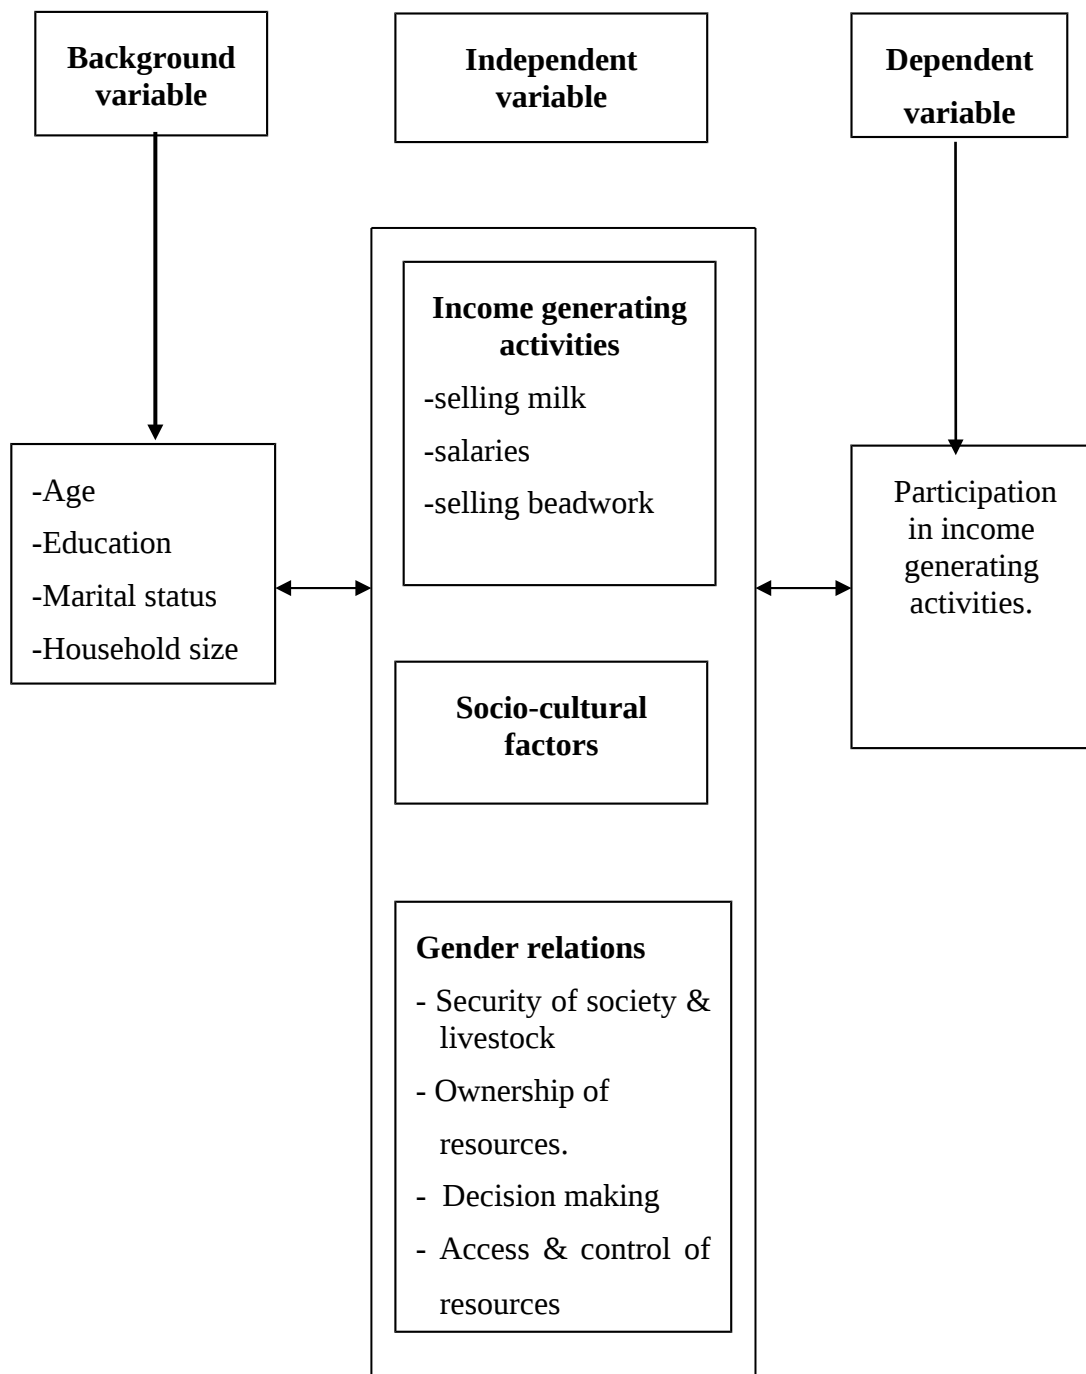 Background
variable
Independent
variable
Dependent
variable
Income generating
activities
-selling milk
-salaries
-selling beadwork
-Age
-Education
-Marital status
-Household size
Participation
in income
generating
activities.
Socio-cultural
factors
Gender relations
- Security of society &
livestock
- Ownership of
resources.
- Decision making
- Access & control of
resources